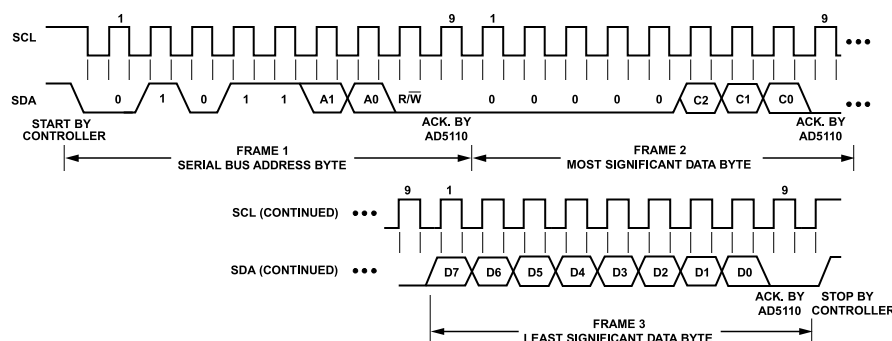 1 9 1 9
SCL
SDA 0 1 0 1 1 A1 A0 R/W 0 0 0 0 0 C2 C1 C0
START BY
CONTROLLER
ACK. BY
AD5110
ACK. BY
AD5110
FRAME 1
SERIAL BUS ADDRESS BYTE
FRAME 2
MOST SIGNIFICANT DATA BYTE
9 1 9
SCL (CONTINUED)
SDA (CONTINUED) D7 D6 D5 D4 D3 D2 D1 D0
ACK. BY
AD5110
STOP BY
CONTROLLER
FRAME 3
LEAST SIGNIFICANT DATA BYTE